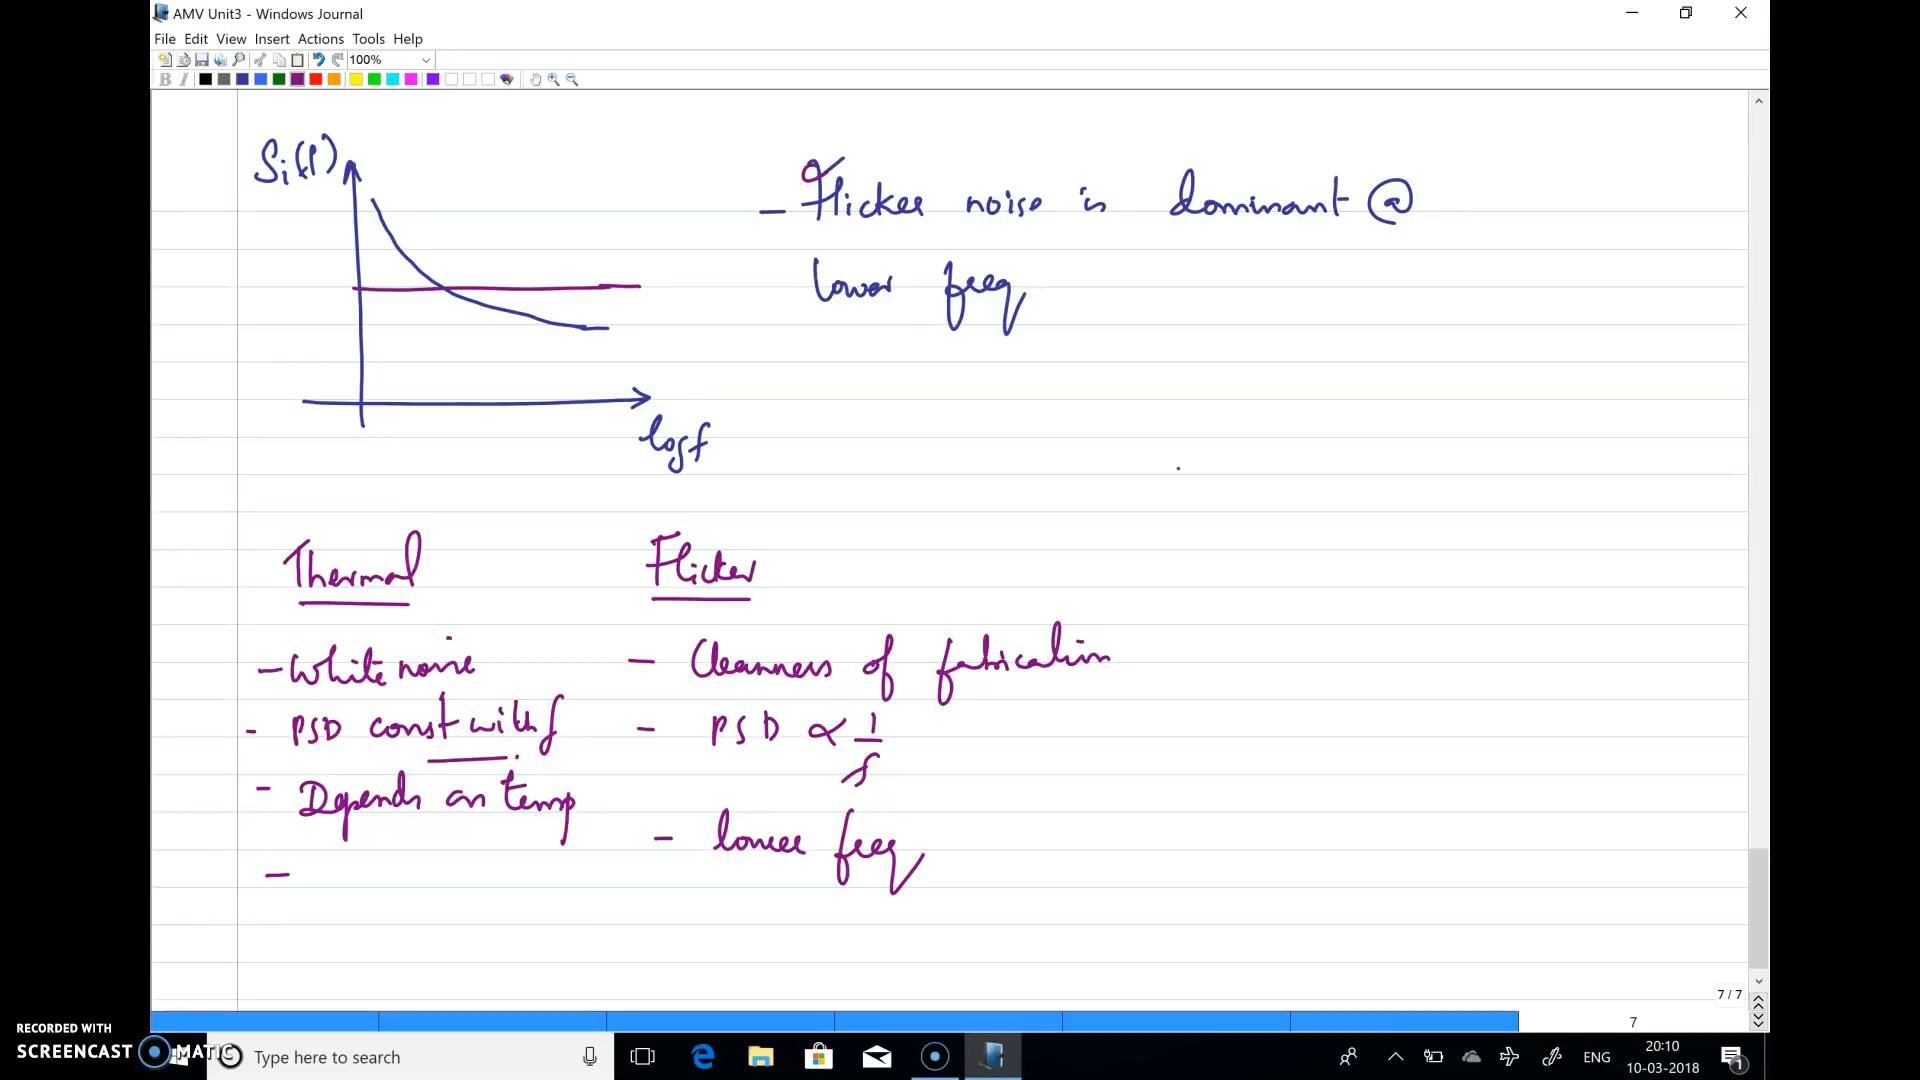 AMV Unit3 - Windows Journal
File Edit View Insert Actions Tools Help
100%
B I
Si(f)
- Flicker noise is dominant @
lower freq
log f
Thermal
Flicker
- White noise
- Cleanness of fabrication
- PSD const with f
- PSD ∝ 1/f
- Depends on temp
- lower freq
-
7 / 7
7
RECORDED WITH
SCREENCAST MATIC
Type here to search
ENG
20:10
10-03-2018
1